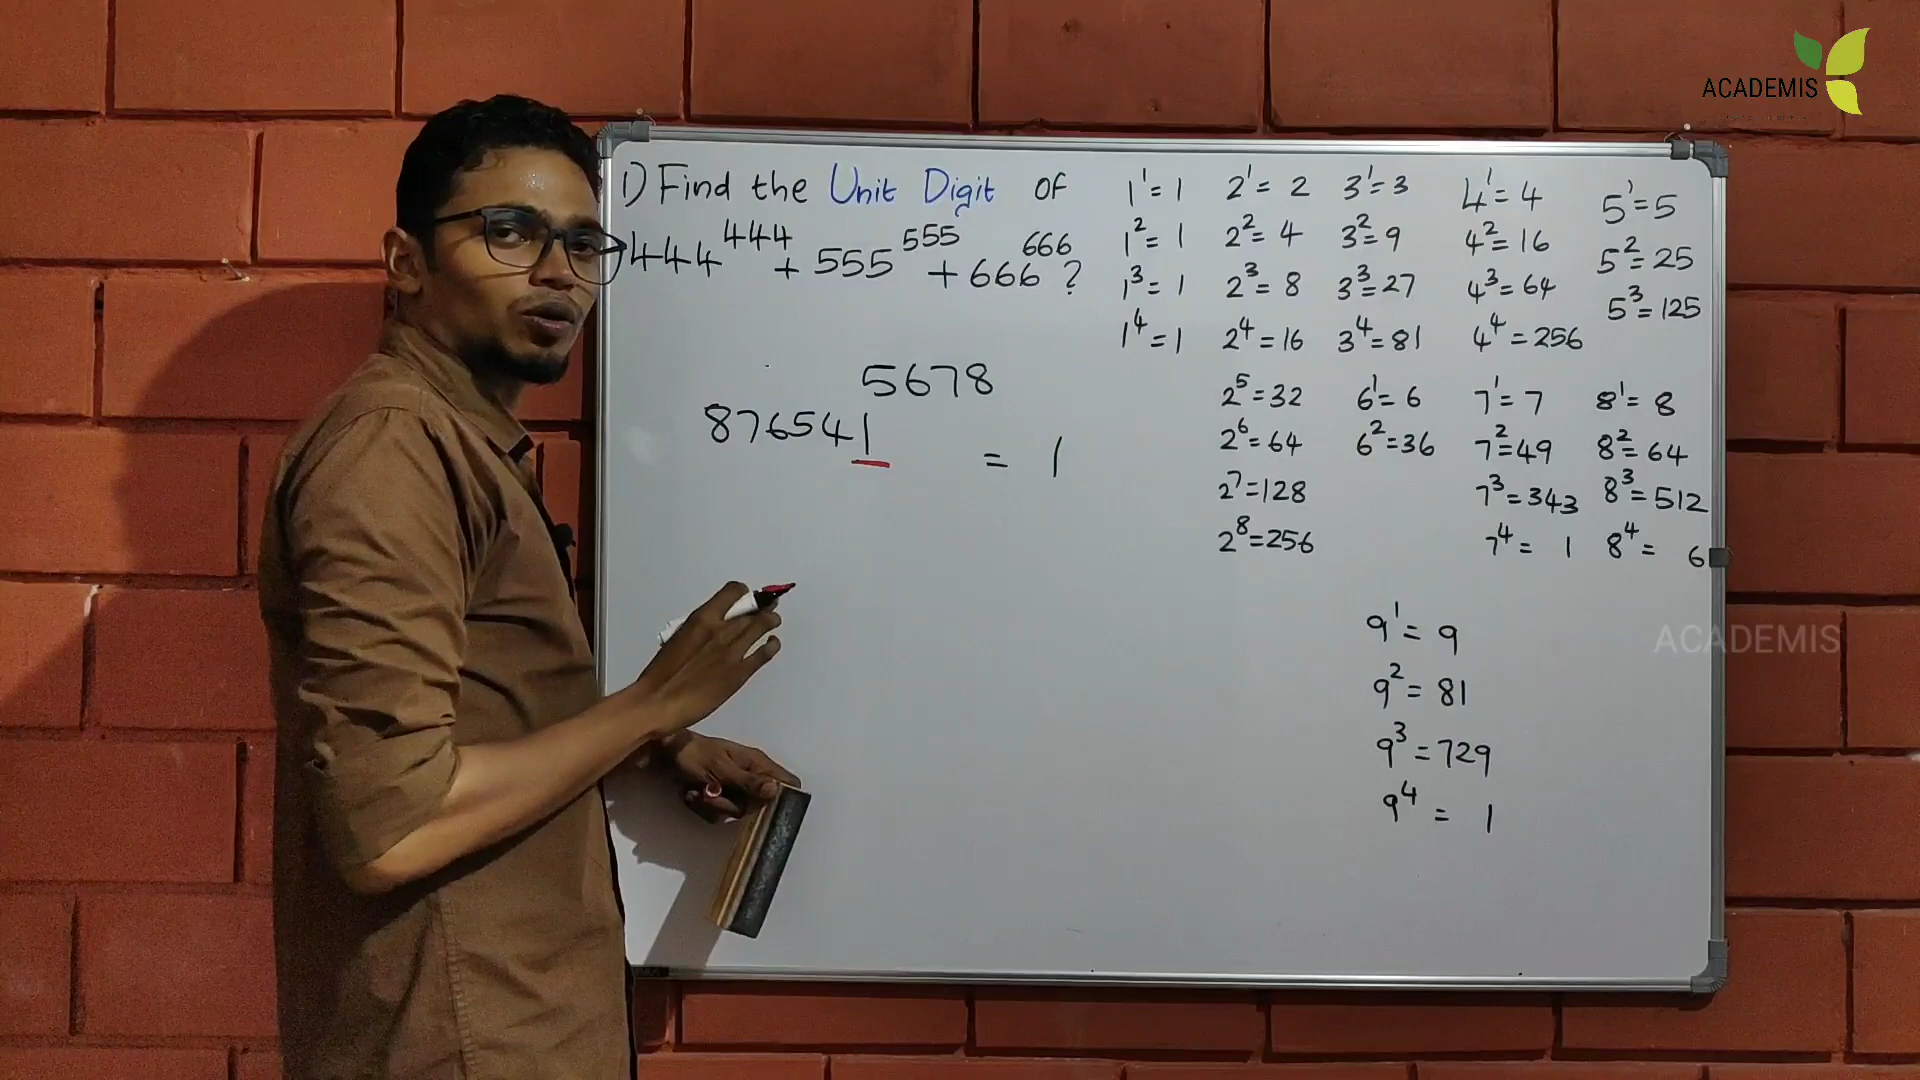 ACADEMIS
1) Find the Unit Digit of
444^444 + 555^555 + 666^666 ?
876541^5678 = 1
1^1 = 1
1^2 = 1
1^3 = 1
1^4 = 1
2^1 = 2
2^2 = 4
2^3 = 8
2^4 = 16
2^5 = 32
2^6 = 64
2^7 = 128
2^8 = 256
3^1 = 3
3^2 = 9
3^3 = 27
3^4 = 81
4^1 = 4
4^2 = 16
4^3 = 64
4^4 = 256
5^1 = 5
5^2 = 25
5^3 = 125
6^1 = 6
6^2 = 36
7^1 = 7
7^2 = 49
7^3 = 343
7^4 = 1
8^1 = 8
8^2 = 64
8^3 = 512
8^4 = 6
9^1 = 9
9^2 = 81
9^3 = 729
9^4 = 1
ACADEMIS